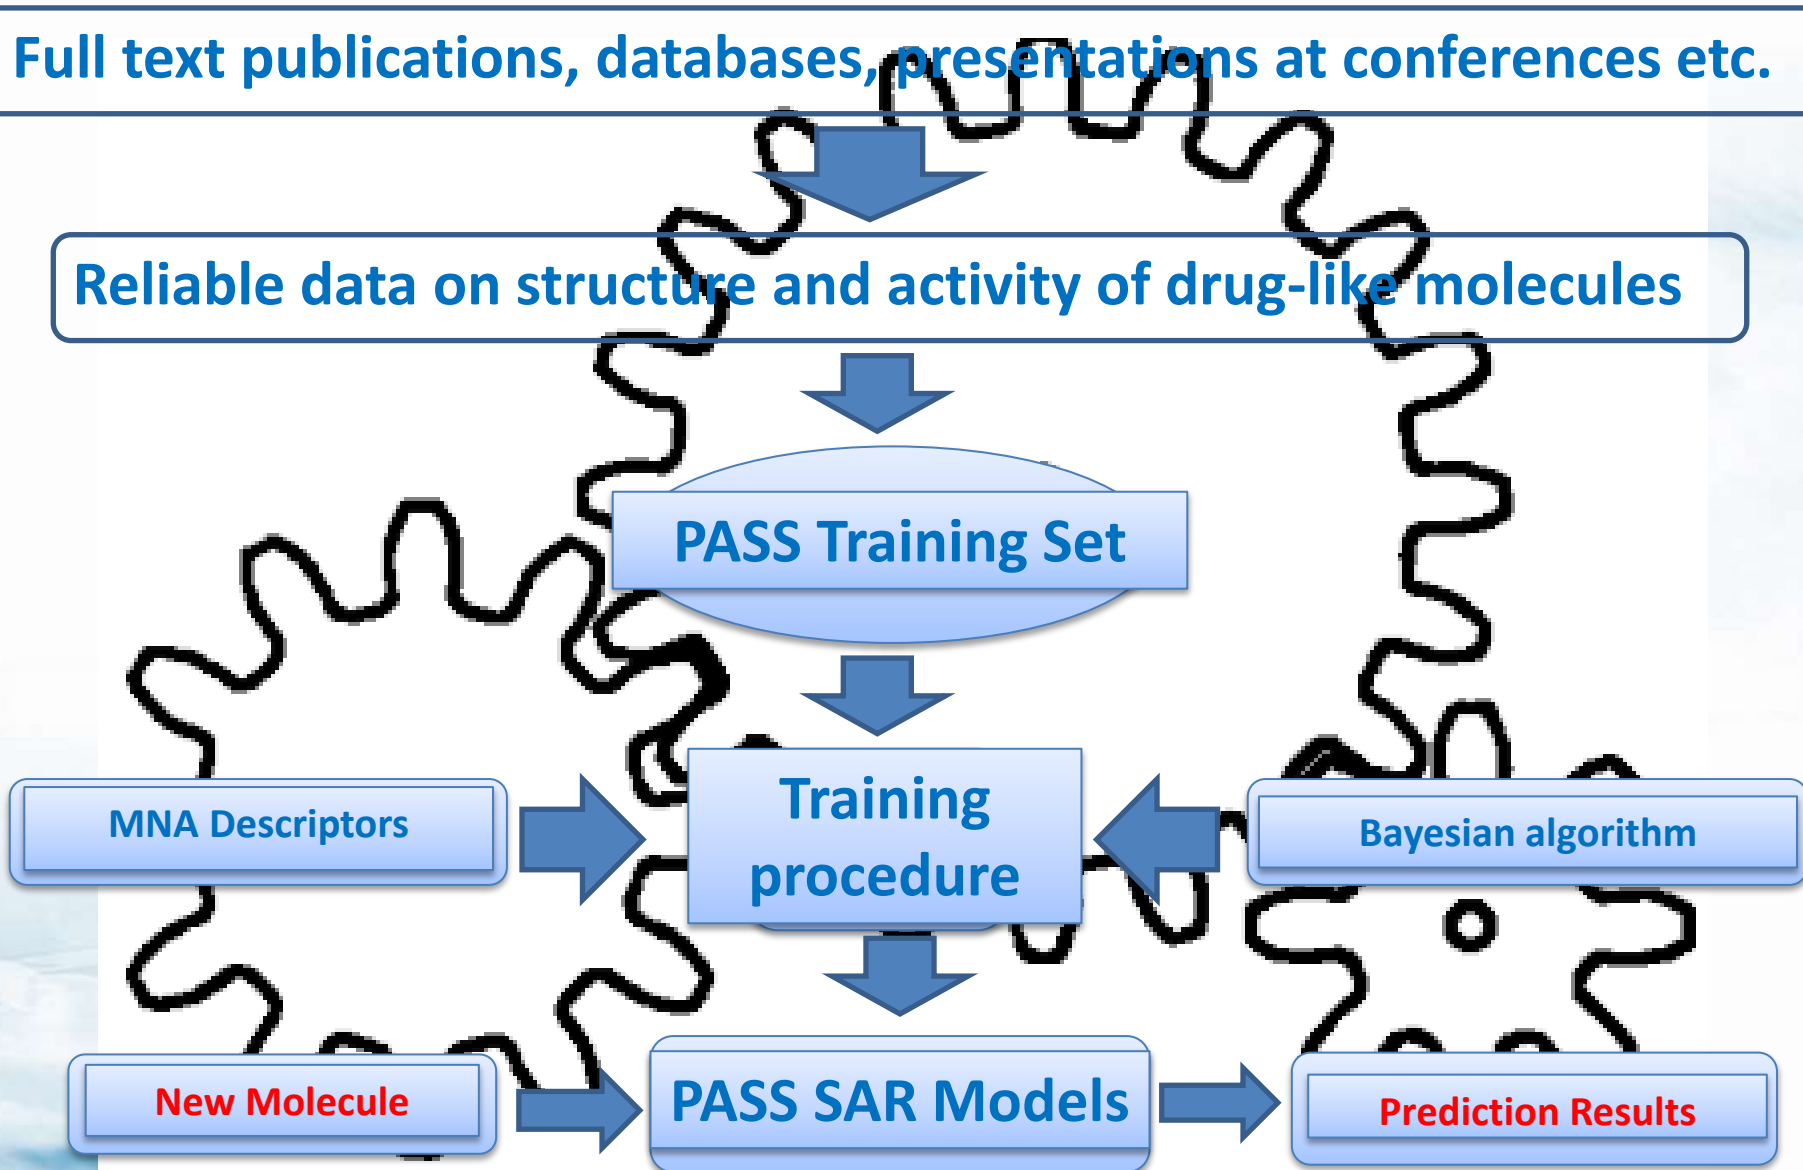 Full text publications, databases, presentations at conferences etc.
Reliable data on structure and activity of drug-like molecules
PASS Training Set
Training
procedure
MNA Descriptors
Bayesian algorithm
New Molecule
PASS SAR Models
Prediction Results